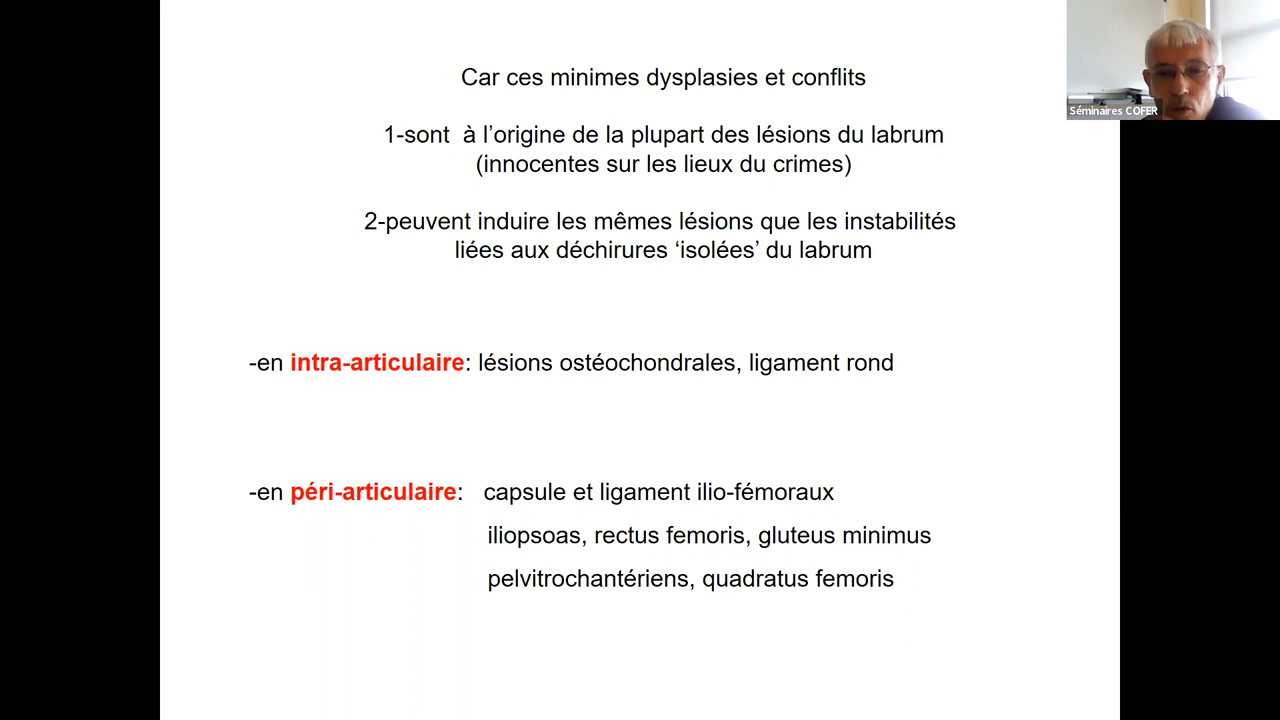 Car ces minimes dysplasies et conflits
1-sont  à l’origine de la plupart des lésions du labrum
(innocentes sur les lieux du crimes)
2-peuvent induire les mêmes lésions que les instabilités
liées aux déchirures ‘isolées’ du labrum
-en intra-articulaire: lésions ostéochondrales, ligament rond
-en péri-articulaire:   capsule et ligament ilio-fémoraux
iliopsoas, rectus femoris, gluteus minimus
pelvitrochantériens, quadratus femoris
Séminaires COFER